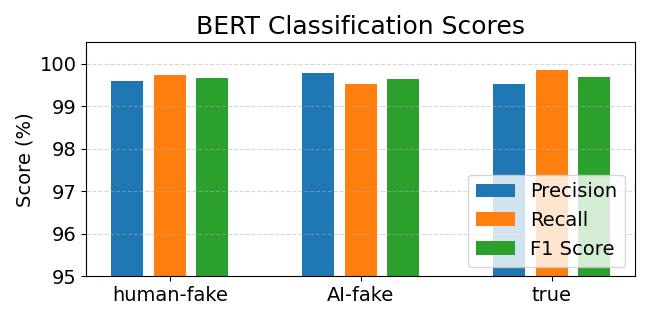 BERT Classification Scores
Score (%)
100
99
98
97
96
95
human-fake AI-fake true
Precision
Recall
F1 Score